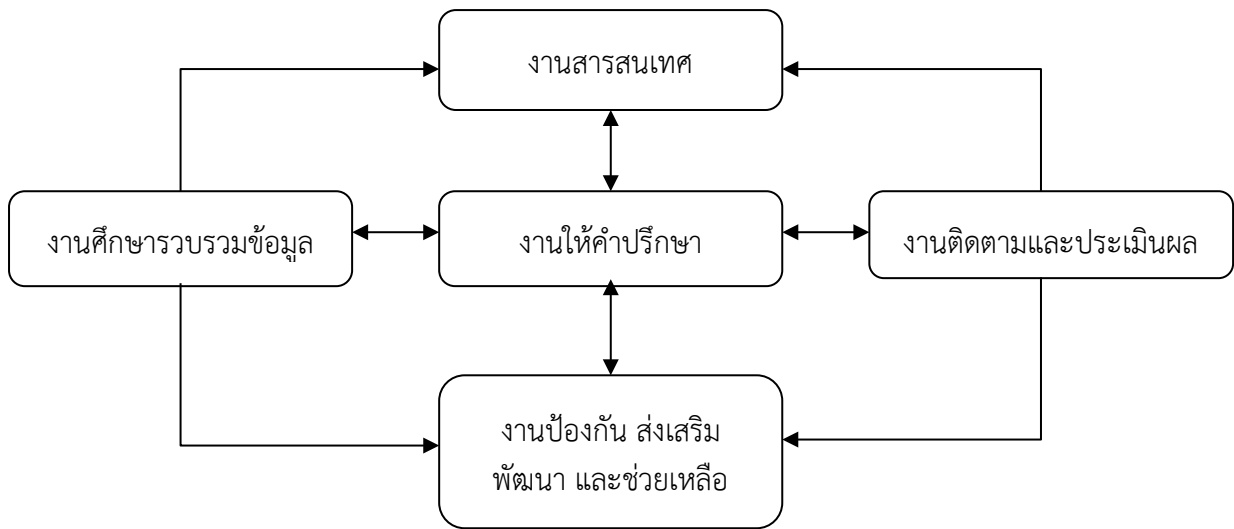 งานสารสนเทศ
งานศึกษารวบรวมข้อมูล
งานให้คำปรึกษา
งานติดตามและประเมินผล
งานป้องกัน ส่งเสริม
พัฒนา และช่วยเหลือ